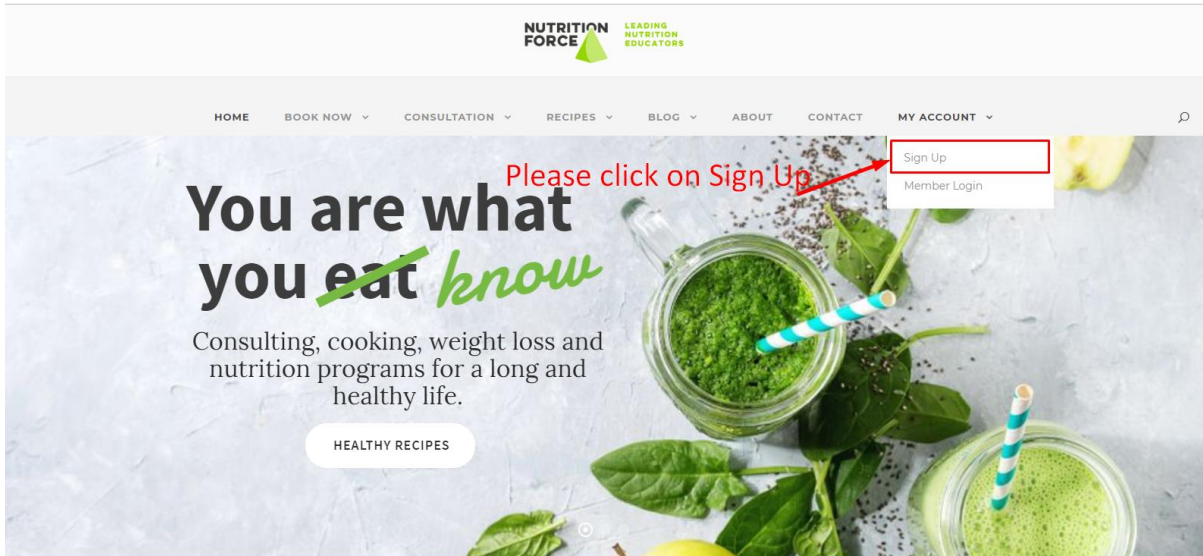 NUTRITION
FORCE
LEADING
NUTRITION
EDUCATORS
HOME BOOK NOW CONSULTATION RECIPES BLOG ABOUT CONTACT MY ACCOUNT
Sign Up
Member Login
Please click on Sign Up
You are what
you eat know
Consulting, cooking, weight loss and
nutrition programs for a long and
healthy life.
HEALTHY RECIPES